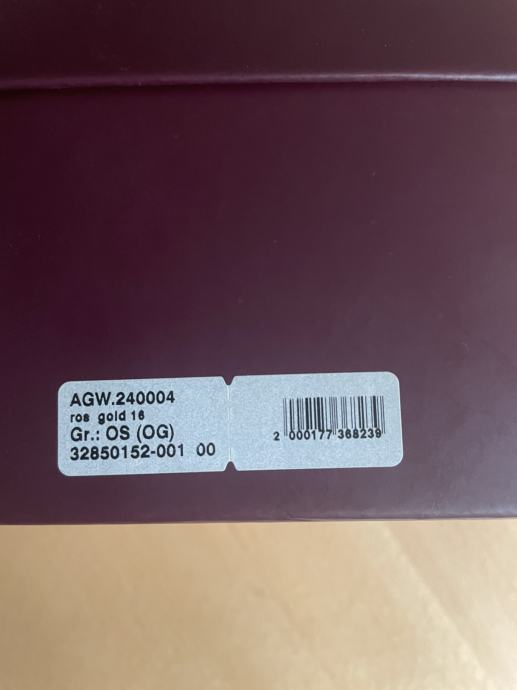 AGW.240004
ros gold 16
Gr.: OS (OG)
32850152-001 00
2 000177 368239